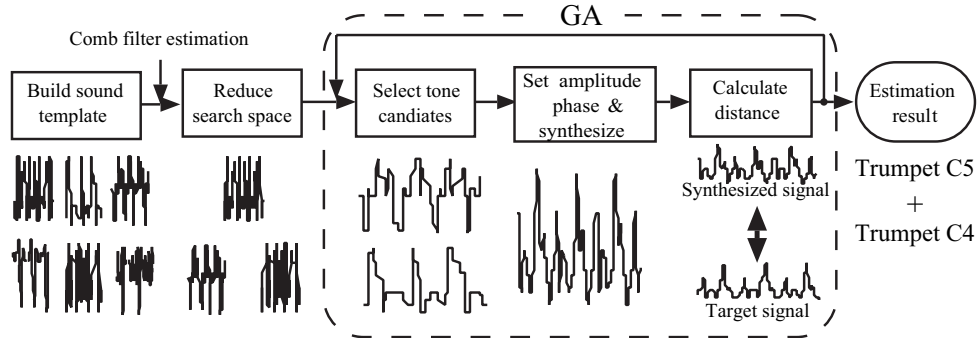 GA
Comb filter estimation
Build sound
template
Reduce
search space
Select tone
candiates
Set amplitude
phase &
synthesize
Calculate
distance
Estimation
result
Synthesized signal
Target signal
Trumpet C5
+
Trumpet C4